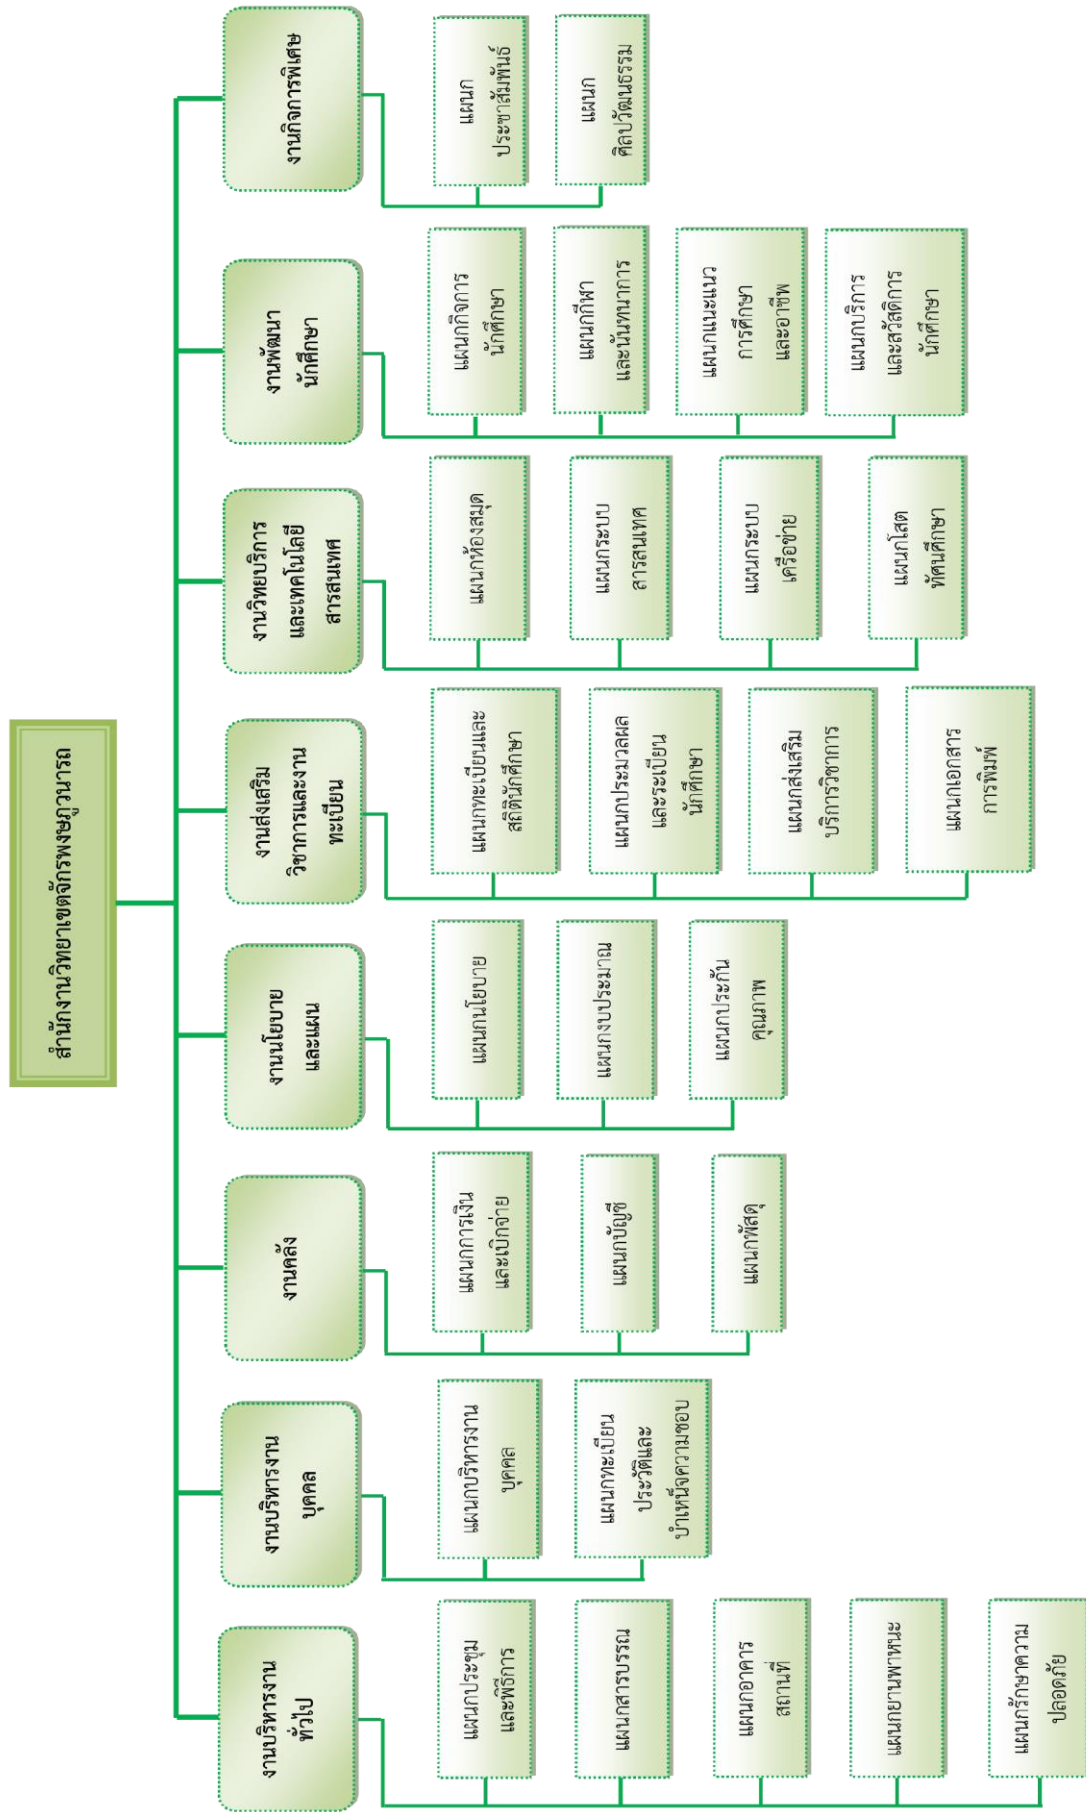 สำนักงานวิทยาเขตจักรพงษภูวนารถ
งานบริหารงาน
ทั่วไป
แผนกประชุม
และพิธีการ
แผนกสารบรรณ
แผนกอาคาร
สถานที่
แผนกยานพาหนะ
แผนกรักษาความ
ปลอดภัย
งานบริหารงาน
บุคคล
แผนกบริหารงาน
บุคคล
แผนกทะเบียน
ประวัติและ
บำเหน็จความชอบ
งานคลัง
แผนกการเงิน
และเบิกจ่าย
แผนกบัญชี
แผนกพัสดุ
งานนโยบาย
และแผน
แผนกนโยบาย
แผนกงบประมาณ
แผนกประกัน
คุณภาพ
งานส่งเสริม
วิชาการและงาน
ทะเบียน
แผนกทะเบียนและ
สถิตินักศึกษา
แผนกประมวลผล
และระเบียน
นักศึกษา
แผนกส่งเสริม
บริการวิชาการ
แผนกเอกสาร
การพิมพ์
งานวิทยบริการ
และเทคโนโลยี
สารสนเทศ
แผนกห้องสมุด
แผนกระบบ
สารสนเทศ
แผนกระบบ
เครือข่าย
แผนกโสต
ทัศนศึกษา
งานพัฒนา
นักศึกษา
แผนกกิจการ
นักศึกษา
แผนกกีฬา
และนันทนาการ
แผนกแนะแนว
การศึกษา
และอาชีพ
แผนกบริการ
และสวัสดิการ
นักศึกษา
งานกิจการพิเศษ
แผนก
ประชาสัมพันธ์
แผนก
ศิลปวัฒนธรรม